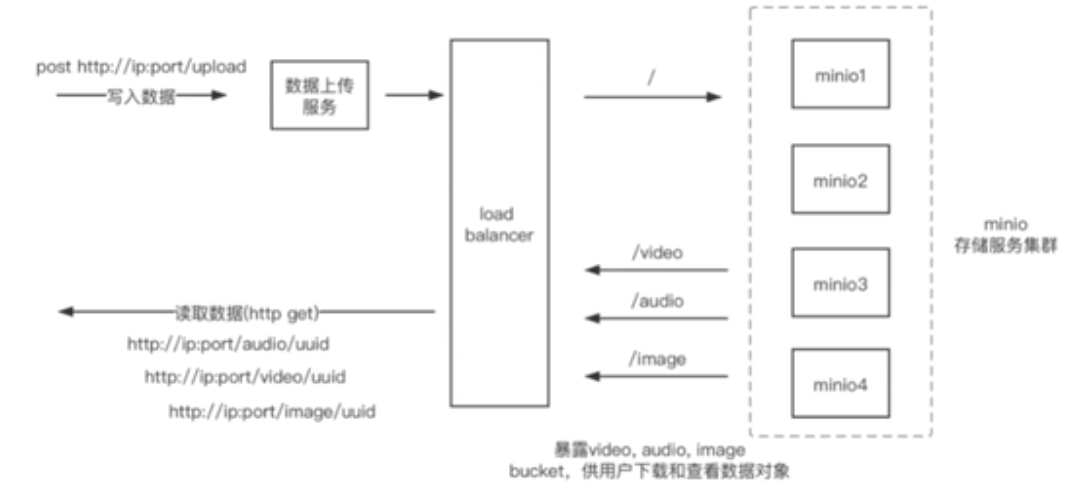 post http://ip:port/upload
写入数据
数据上传
服务
load
balancer
/
minio1
minio2
minio3
minio4
minio
存储服务集群
/video
/audio
/image
读取数据(http get)
http://ip:port/audio/uuid
http://ip:port/video/uuid
http://ip:port/image/uuid
暴露video, audio, image
bucket，供用户下载和查看数据对象